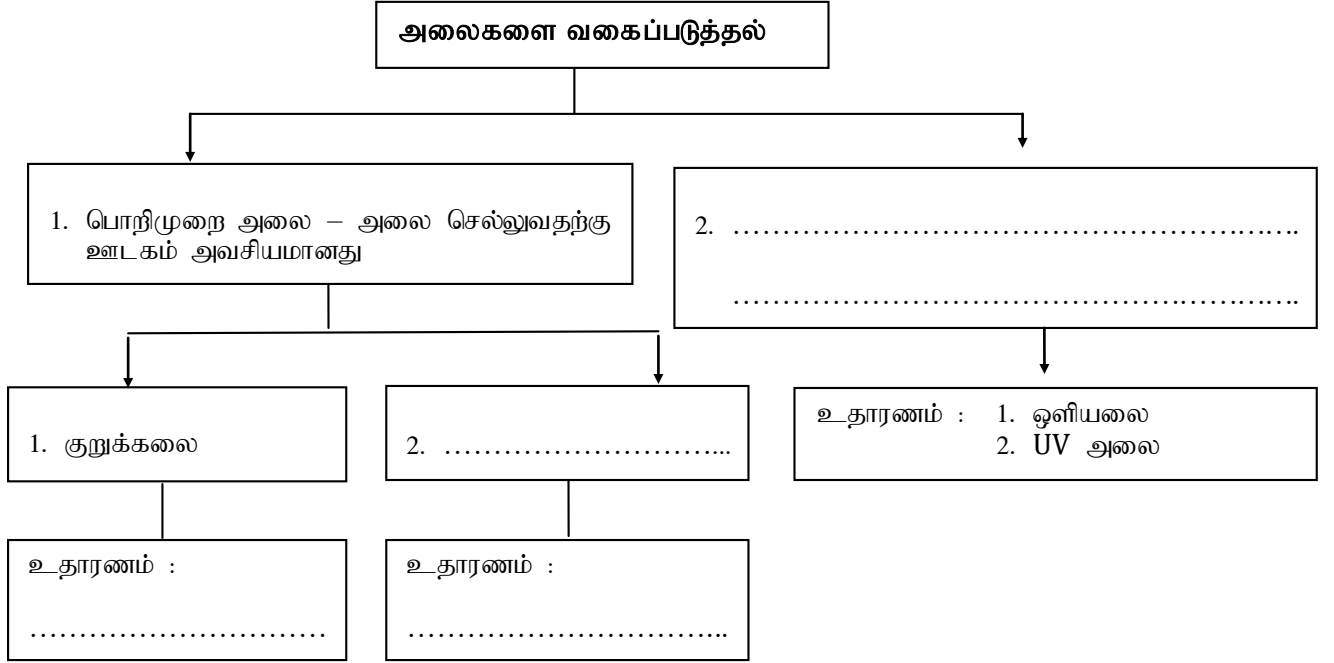 அலைகளை வகைப்படுத்தல்
1. பொறிமுறை அலை – அலை செல்லுவதற்கு
ஊடகம் அவசியமானது
2. ………………………………………………….
………………………………………………….
1. குறுக்கலை
2. ………………………...
உதாரணம் : 1. ஒளியலை
2. UV அலை
உதாரணம் :
…………………………
உதாரணம் :
…………………………...